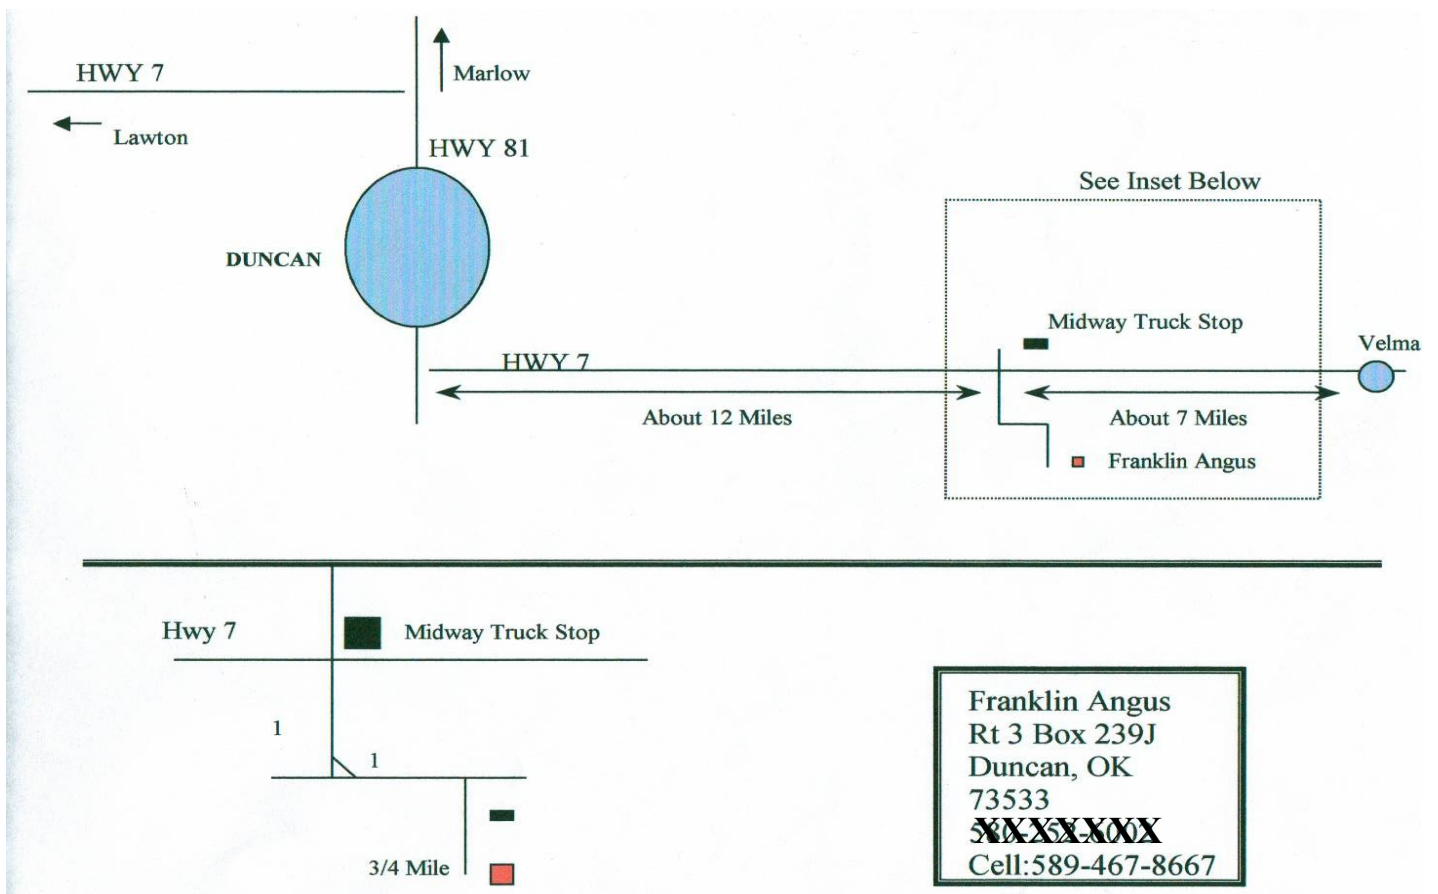 HWY 7
Marlow
Lawton
HWY 81
See Inset Below
DUNCAN
Midway Truck Stop
Velma
HWY 7
About 12 Miles
About 7 Miles
Franklin Angus
Hwy 7
Midway Truck Stop
1
1
3/4 Mile
Franklin Angus
Rt 3 Box 239J
Duncan, OK
73533
XXXXXXX
Cell:589-467-8667